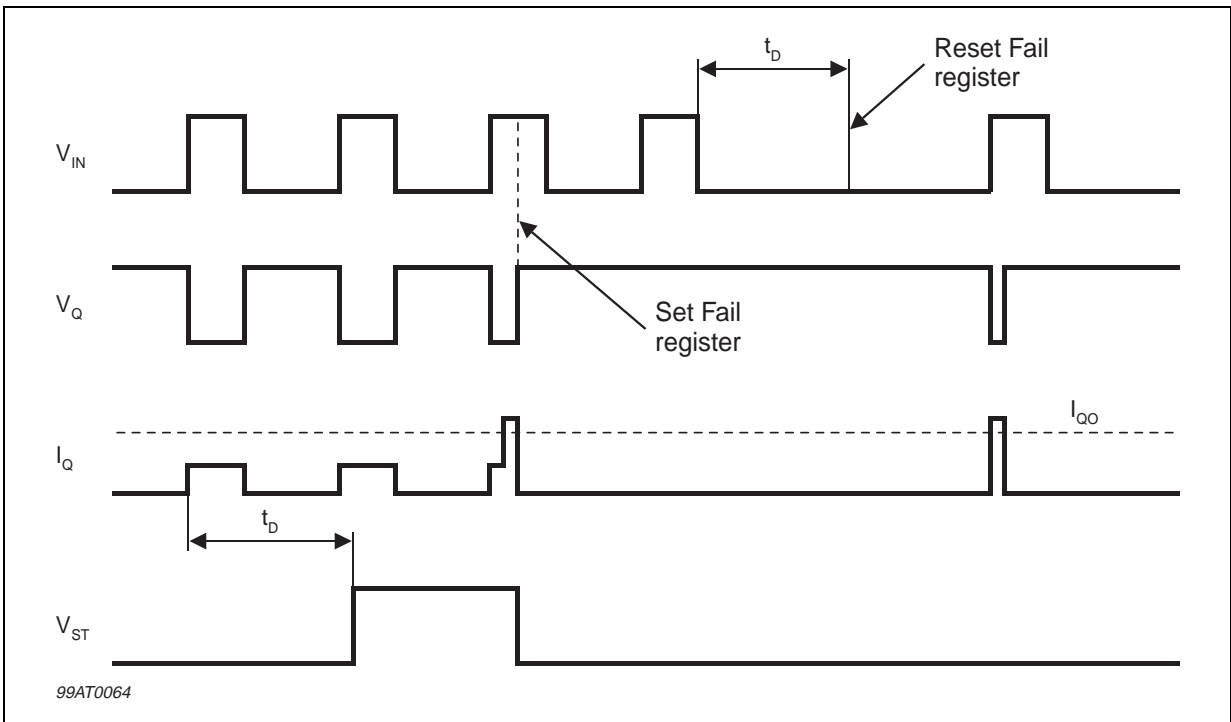 t_D
Reset Fail
register
V_IN
V_Q
Set Fail
register
I_QO
I_Q
t_D
V_ST
99AT0064